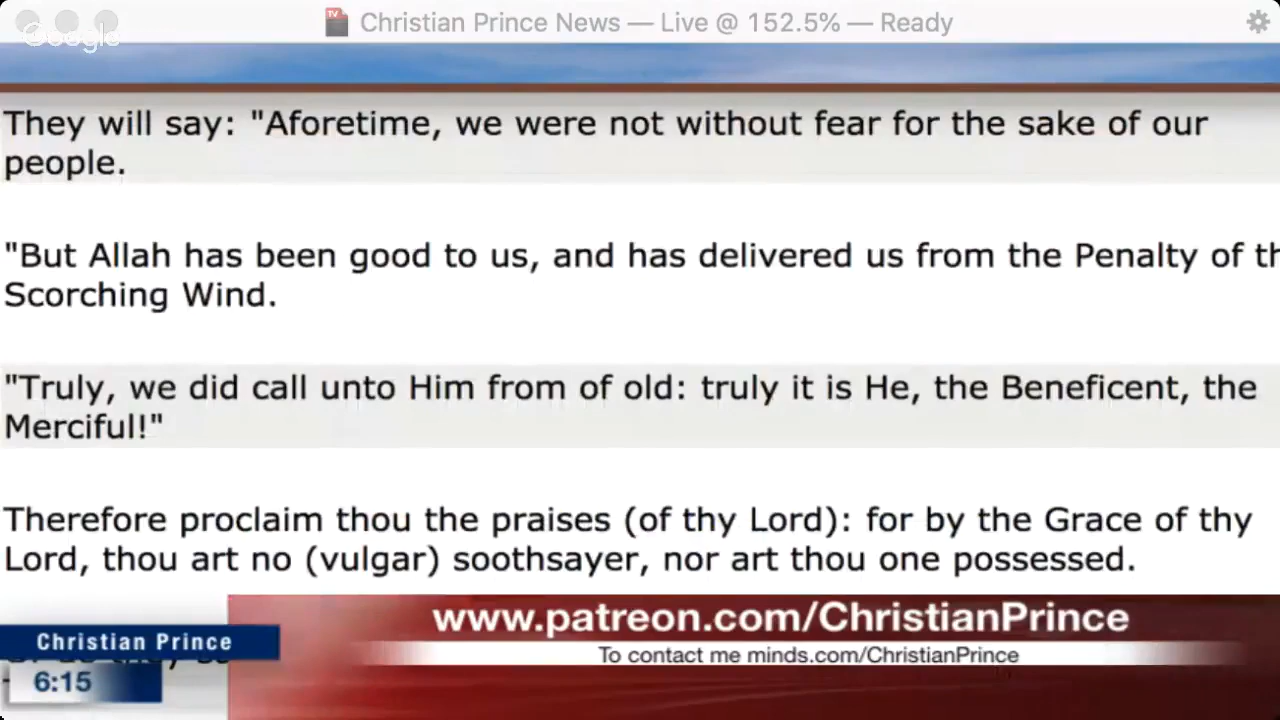 Christian Prince News — Live @ 152.5% — Ready
Google
They will say: "Aforetime, we were not without fear for the sake of our
people.
"But Allah has been good to us, and has delivered us from the Penalty of th
Scorching Wind.
"Truly, we did call unto Him from of old: truly it is He, the Beneficent, the
Merciful!"
Therefore proclaim thou the praises (of thy Lord): for by the Grace of thy
Lord, thou art no (vulgar) soothsayer, nor art thou one possessed.
www.patreon.com/ChristianPrince
Christian Prince
To contact me minds.com/ChristianPrince
6:15